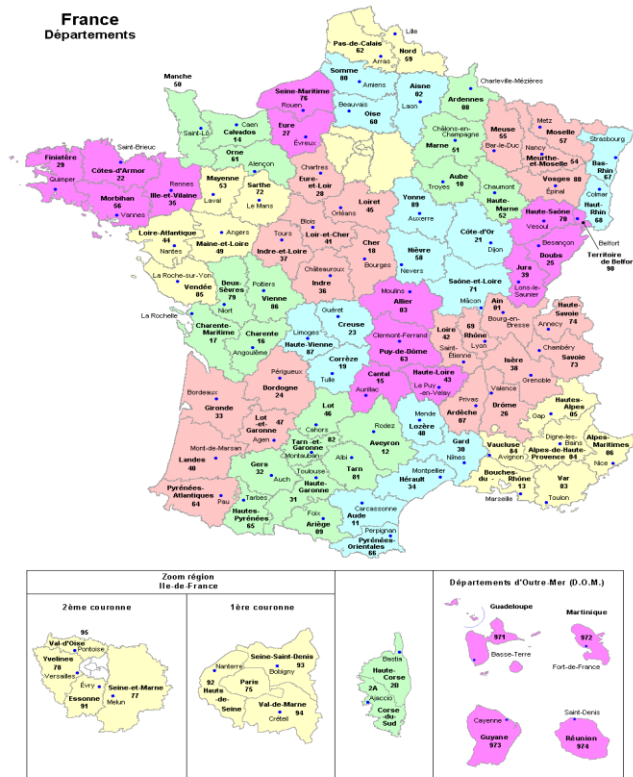 France
Départements
Lille
Pas-de-Calais
62
Nord
59
Arras
Somme
80
Amiens
Aisne
02
Laon
Charleville-Mézières
Ardennes
08
Manche
50
Seine-Maritime
76
Rouen
Beauvais
Oise
60
Saint-Lô
Caen
Calvados
14
Eure
27
Évreux
Châlons-en-
Champagne
Marne
51
Meuse
55
Bar-le-Duc
Metz
Moselle
57
Nancy
54
Meurthe-et-Moselle
Strasbourg
Bas-
Rhin
67
Orne
61
Alençon
Finistère
29
Quimper
Saint-Brieuc
Côtes-d'Armor
22
Rennes
Ille-et-Vilaine
35
Morbihan
56
Vannes
Mayenne
53
Laval
Sarthe
72
Le Mans
Chartres
Eure-
et-Loir
28
Loiret
45
Orléans
Yonne
89
Auxerre
Aube
10
Troyes
Chaumont
Haute-
Marne
52
Vosges 88
Épinal
Colmar
Haut-
Rhin
68
Haute-Saône
70
Vesoul
Belfort
Territoire
de Belfort
90
Loire-Atlantique
44
Nantes
Angers
Maine-et-Loire
49
Tours
Indre-et-Loire
37
Blois
Loir-et-Cher
41
Cher
18
Bourges
Nièvre
58
Nevers
Côte-d'Or
21
Dijon
Besançon
Doubs
25
Jura
39
Lons-le-
Saunier
La Roche-sur-Yon
Vendée
85
Deux-
Sèvres
79
Niort
Poitiers
Vienne
86
Châteauroux
Indre
36
Moulins
Allier
03
Saône-et-Loire
71
Mâcon
Ain
01
Bourg-en-
Bresse
Haute-
Savoie
74
Annecy
La Rochelle
Charente-
Maritime
17
Charente
16
Angoulême
Limoges
Haute-Vienne
87
Guéret
Creuse
23
Clermont-Ferrand
Puy-de-Dôme
63
Loire
42
Saint-
Étienne
69
Rhône
Lyon
Isère
38
Chambéry
Savoie
73
Grenoble
Corrèze
19
Tulle
Cantal
15
Aurillac
Haute-Loire
43
Le Puy-
en-Velay
Périgueux
Bordogne
24
Bordeaux
Gironde
33
Privas
Ardèche
07
Valence
Drôme
26
Hautes-
Alpes
05
Gap
Lot
46
Cahors
Rodez
Aveyron
12
Mende
Lozère
48
47
Lot-
et-
Garonne
Agen
82
Tarn-et-
Garonne
Montauban
Mont-de-Marsan
Landes
40
Gers
32
Auch
Albi
Tarn
81
Gard
30
Nîmes
Vaucluse
84
Avignon
Digne-les-
Bains
Alpes-de-Haute-
Provence 04
Alpes-
Maritimes
06
Nice
Toulouse
Haute-
Garonne
31
Montpellier
Hérault
34
Bouches-
du-
Rhône
13
Marseille
Var
83
Toulon
Pyrénées-
Atlantiques
64
Pau
Tarbes
Hautes-
Pyrénées
65
Foix
Ariège
09
Carcassonne
Aude
11
Perpignan
Pyrénées-
Orientales
66
Zoom région
Ile-de-France
2ème couronne
1ère couronne
95
Val-d'Oise
Pontoise
Yvelines
78
Versailles
Évry
Essonne
91
Seine-et-Marne
77
Melun
Seine-Saint-Denis
93
Bobigny
Nanterre
92
Haute-
de-
Seine
Paris
75
Val-de-Marne
94
Créteil
Bastia
Haute-
Corse
2B
2A
Ajaccio
Corse-
du-
Sud
Départements d'Outre-Mer (D.O.M.)
Guadeloupe
971
Basse-Terre
Martinique
972
Fort-de-France
Cayenne
Guyane
973
Saint-Denis
Réunion
974